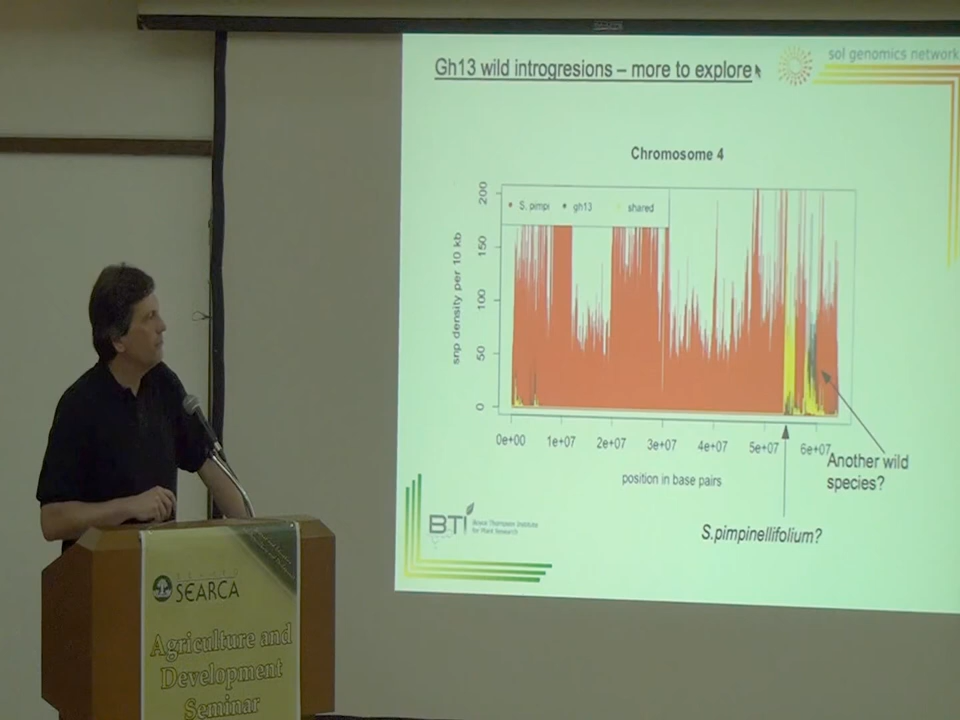 Gh13 wild introgresions – more to explore
sol genomics network
Chromosome 4
S. pimpi gh13 shared
snp density per 10 kb
200
150
100
50
0
0e+00 1e+07 2e+07 3e+07 4e+07 5e+07 6e+07
position in base pairs
Another wild
species?
S.pimpinellifolium?
BTI
Boyce Thompson Institute
for Plant Research
SEARCA
Agriculture and
Development
Seminar